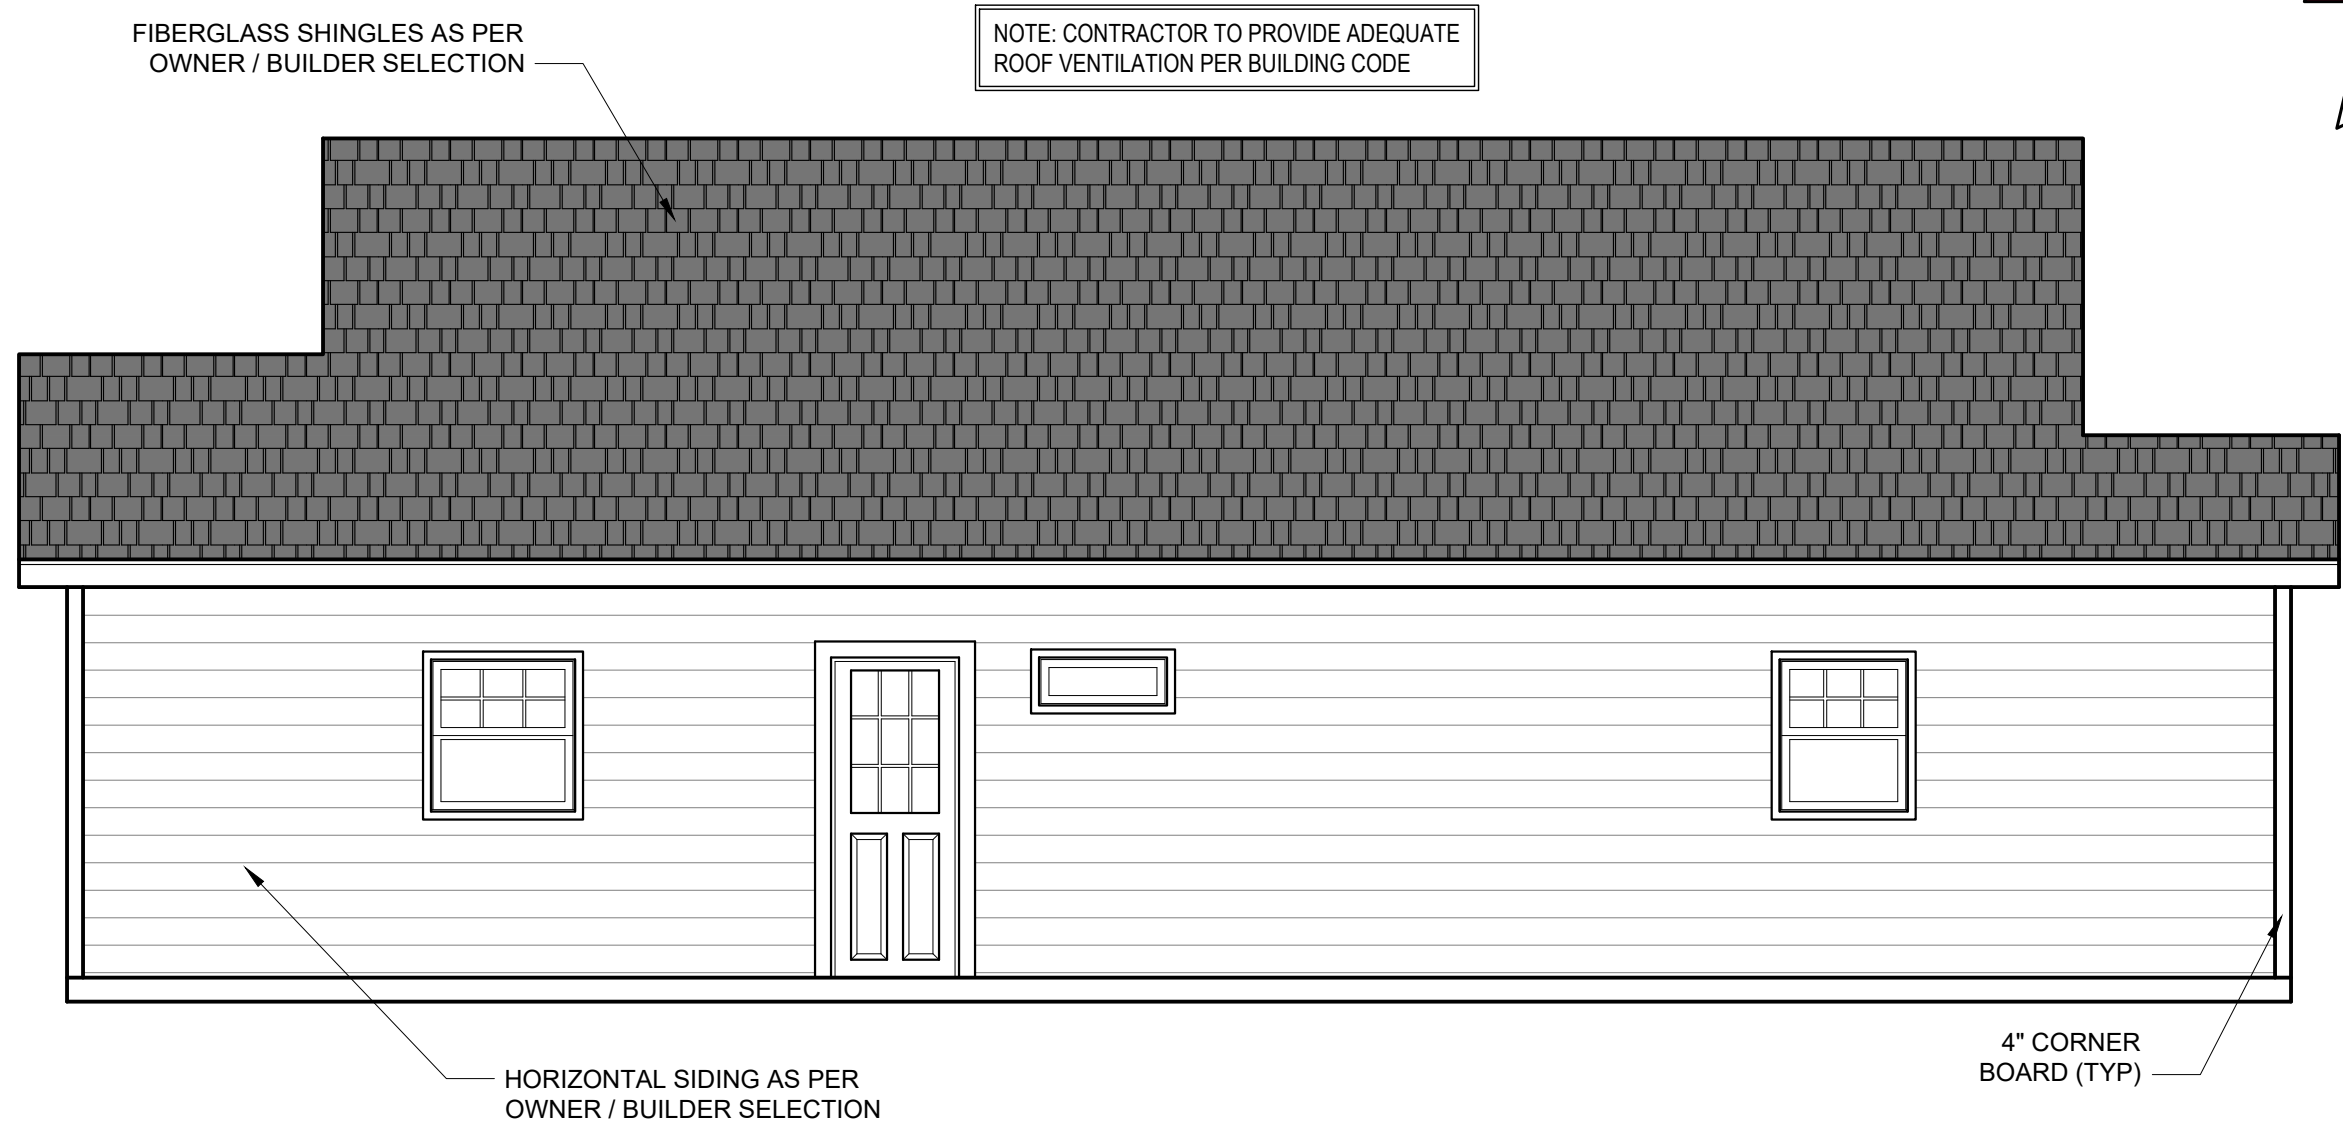 FIBERGLASS SHINGLES AS PER
OWNER / BUILDER SELECTION
NOTE: CONTRACTOR TO PROVIDE ADEQUATE
ROOF VENTILATION PER BUILDING CODE
HORIZONTAL SIDING AS PER
OWNER / BUILDER SELECTION
4" CORNER
BOARD (TYP)